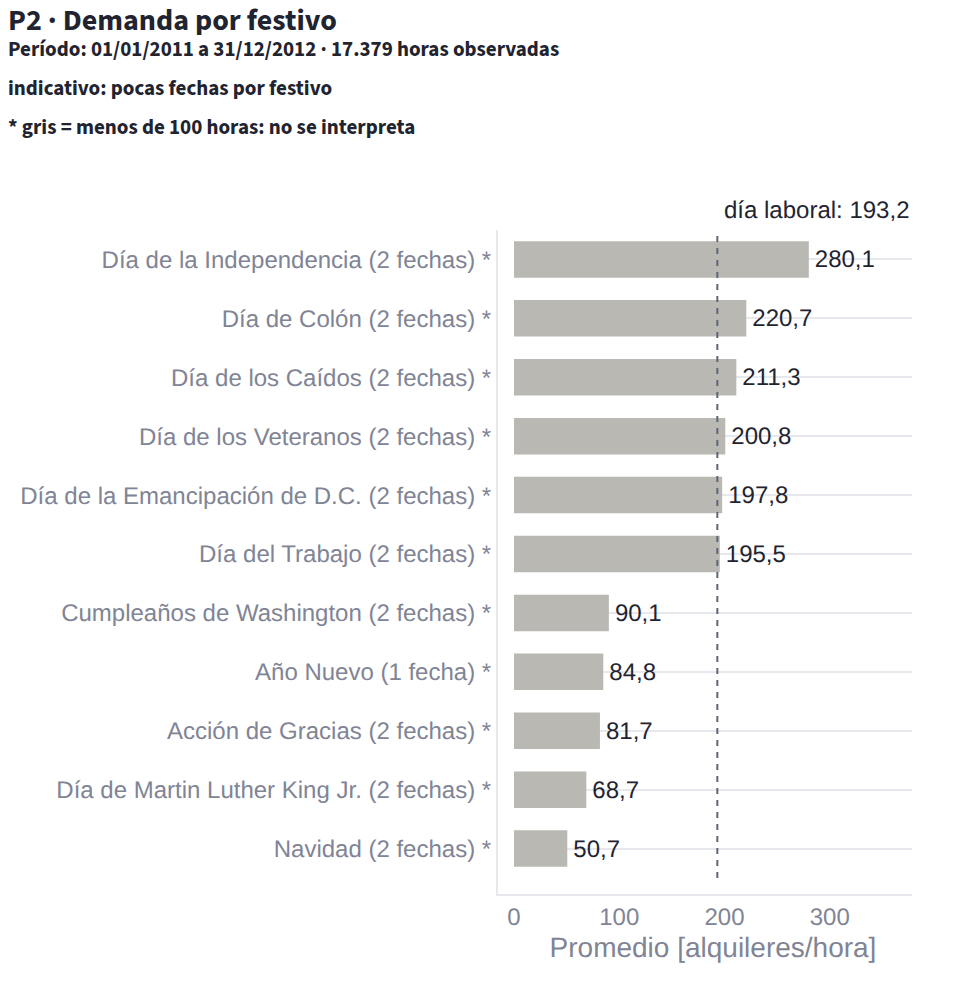 P2 · Demanda por festivo
Período: 01/01/2011 a 31/12/2012 · 17.379 horas observadas
indicativo: pocas fechas por festivo
* gris = menos de 100 horas: no se interpreta
día laboral: 193,2
Día de la Independencia (2 fechas) * 280,1
Día de Colón (2 fechas) * 220,7
Día de los Caídos (2 fechas) * 211,3
Día de los Veteranos (2 fechas) * 200,8
Día de la Emancipación de D.C. (2 fechas) * 197,8
Día del Trabajo (2 fechas) * 195,5
Cumpleaños de Washington (2 fechas) * 90,1
Año Nuevo (1 fecha) * 84,8
Acción de Gracias (2 fechas) * 81,7
Día de Martin Luther King Jr. (2 fechas) * 68,7
Navidad (2 fechas) * 50,7
0 100 200 300
Promedio [alquileres/hora]